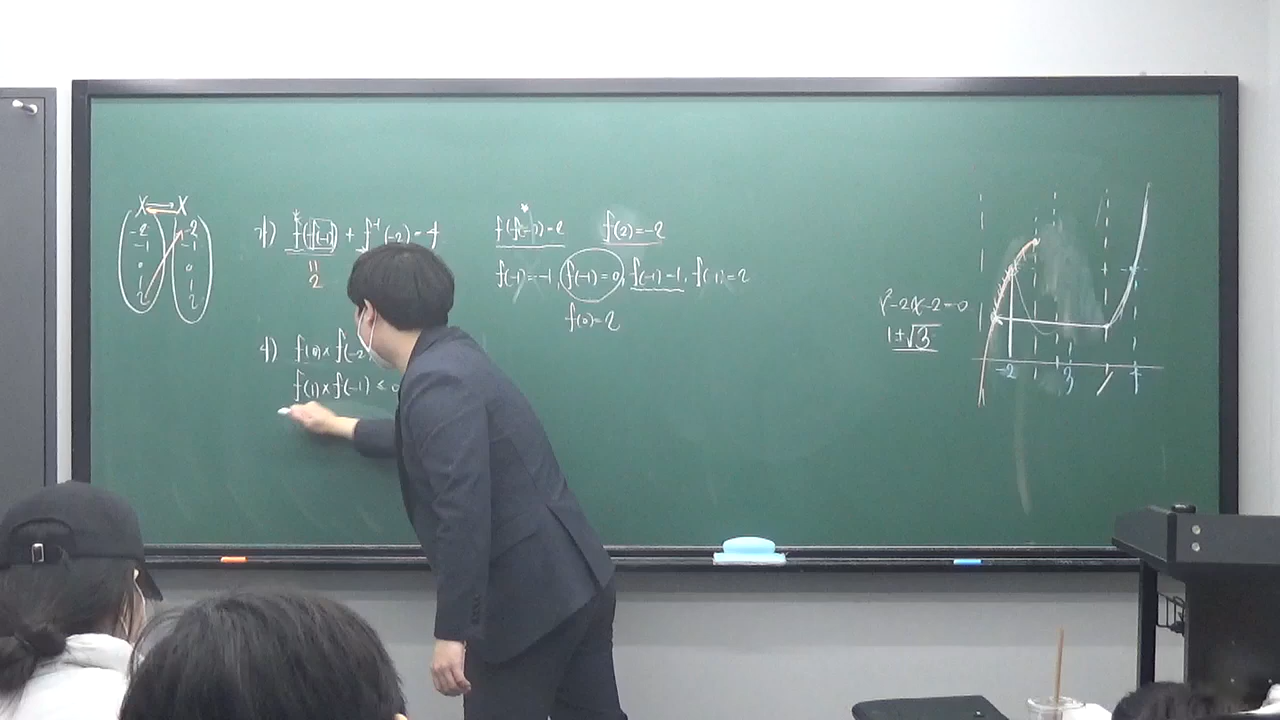 X ⇌ X
-2 -2
-1 -1
0 0
1 1
2 2
가) f(f(-1)) + f⁻¹(-2) = 4
11
2
나) f(0) × f(-2)
f(1) × f(-1) ≤ 0
f(f(-1)) = 2 f(2) = -2
f(-1) = -1, f(-1) = 0, f(-1) = 1, f(-1) = 2
f(0) = 2
x² - 2x - 2 = 0
1 ± √3
-2 3